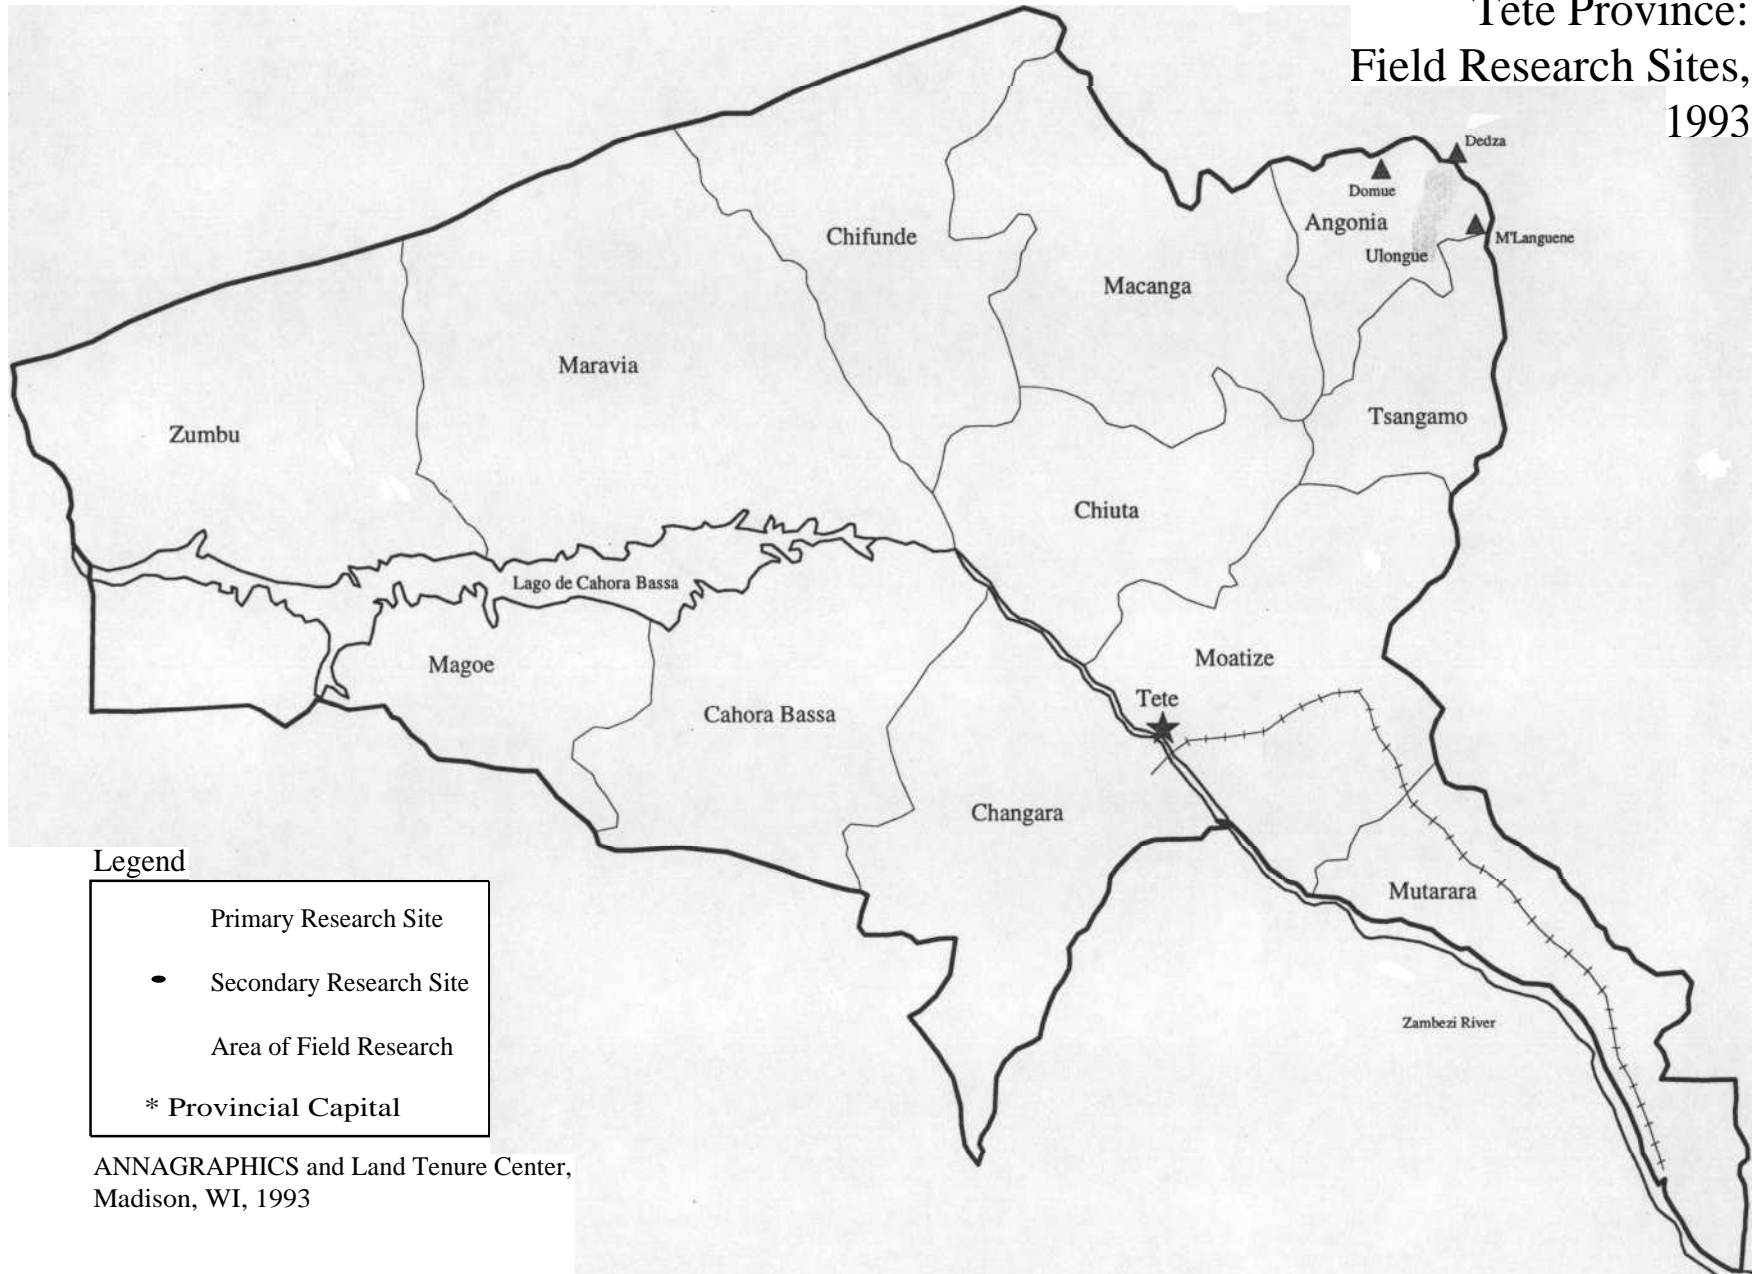 Tete Province:
Field Research Sites,
1993
Dedza
Domue
Angonia
M'Languene
Ulongue
Chifunde
Macanga
Maravia
Zumbu
Tsangamo
Chiuta
Lago de Cahora Bassa
Magoe
Moatize
Tete
Cahora Bassa
Changara
Mutarara
Zambezi River
Legend
Primary Research Site
Secondary Research Site
Area of Field Research
* Provincial Capital
ANNAGRAPHICS and Land Tenure Center,
Madison, WI, 1993